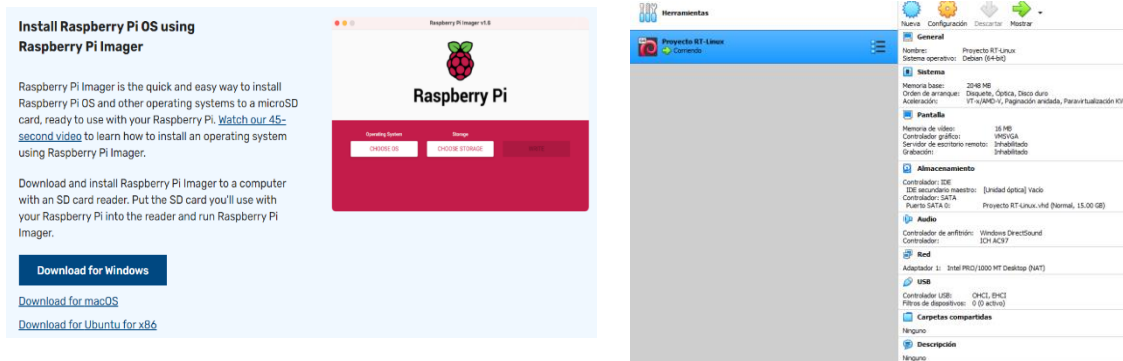 Install Raspberry Pi OS using
Raspberry Pi Imager
Raspberry Pi Imager is the quick and easy way to install
Raspberry Pi OS and other operating systems to a microSD
card, ready to use with your Raspberry Pi. Watch our 45-
second video to learn how to install an operating system
using Raspberry Pi Imager.
Download and install Raspberry Pi Imager to a computer
with an SD card reader. Put the SD card you'll use with
your Raspberry Pi into the reader and run Raspberry Pi
Imager.
Download for Windows
Download for macOS
Download for Ubuntu for x86
Raspberry Pi Imager v1.6
Raspberry Pi
Operating System Storage
CHOOSE OS CHOOSE STORAGE WRITE
Herramientas
Proyecto RT-Linux
Corriendo
Nueva Configuración Descartar Mostrar
General
Nombre: Proyecto RT-Linux
Sistema operativo: Debian (64-bit)
Sistema
Memoria base: 2048 MB
Orden de arranque: Disquete, Óptica, Disco duro
Aceleración: VT-x/AMD-V, Paginación anidada, Paravirtualización KV
Pantalla
Memoria de vídeo: 16 MB
Controlador gráfico: VMSVGA
Servidor de escritorio remoto: Inhabilitado
Grabación: Inhabilitado
Almacenamiento
Controlador: IDE
IDE secundario maestro: [Unidad óptica] Vacío
Controlador: SATA
Puerto SATA 0: Proyecto RT-Linux.vhd (Normal, 15.00 GB)
Audio
Controlador de anfitrión: Windows DirectSound
Controlador: ICH AC97
Red
Adaptador 1: Intel PRO/1000 MT Desktop (NAT)
USB
Controlador USB: OHCI, EHCI
Filtros de dispositivos: 0 (0 activo)
Carpetas compartidas
Ninguno
Descripción
Ninguno